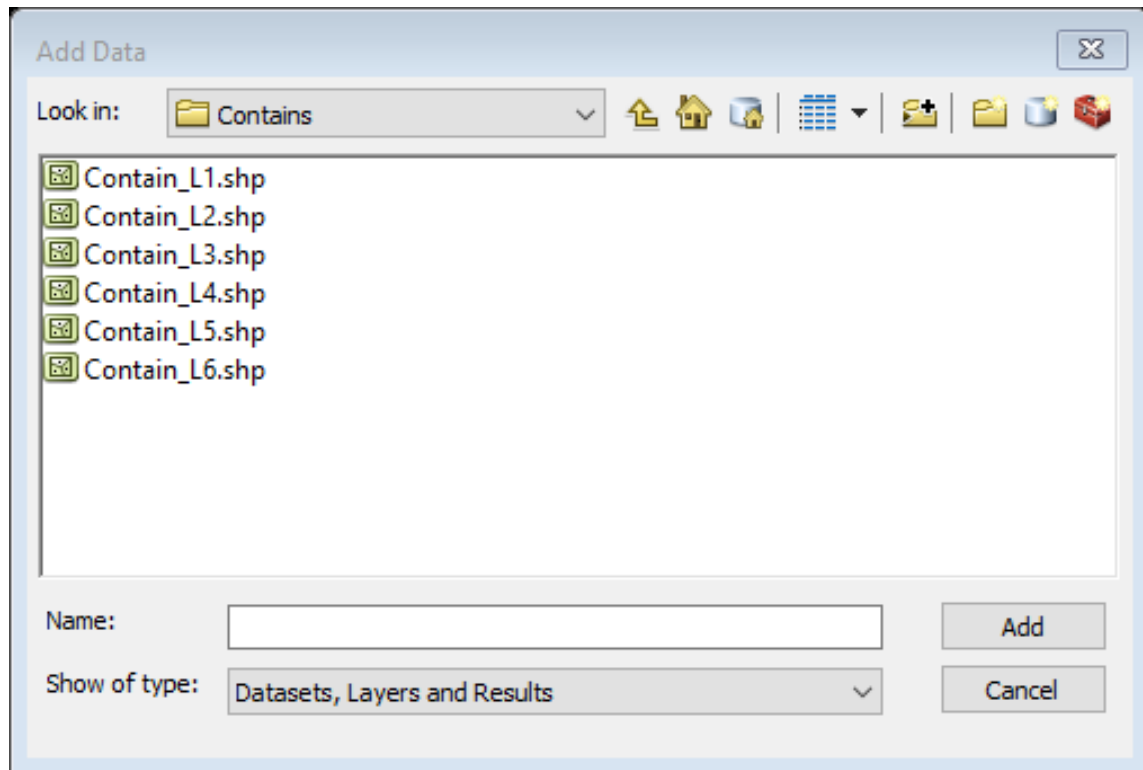 Add Data
Look in: Contains
Contain_L1.shp
Contain_L2.shp
Contain_L3.shp
Contain_L4.shp
Contain_L5.shp
Contain_L6.shp
Name: Add
Show of type: Datasets, Layers and Results Cancel